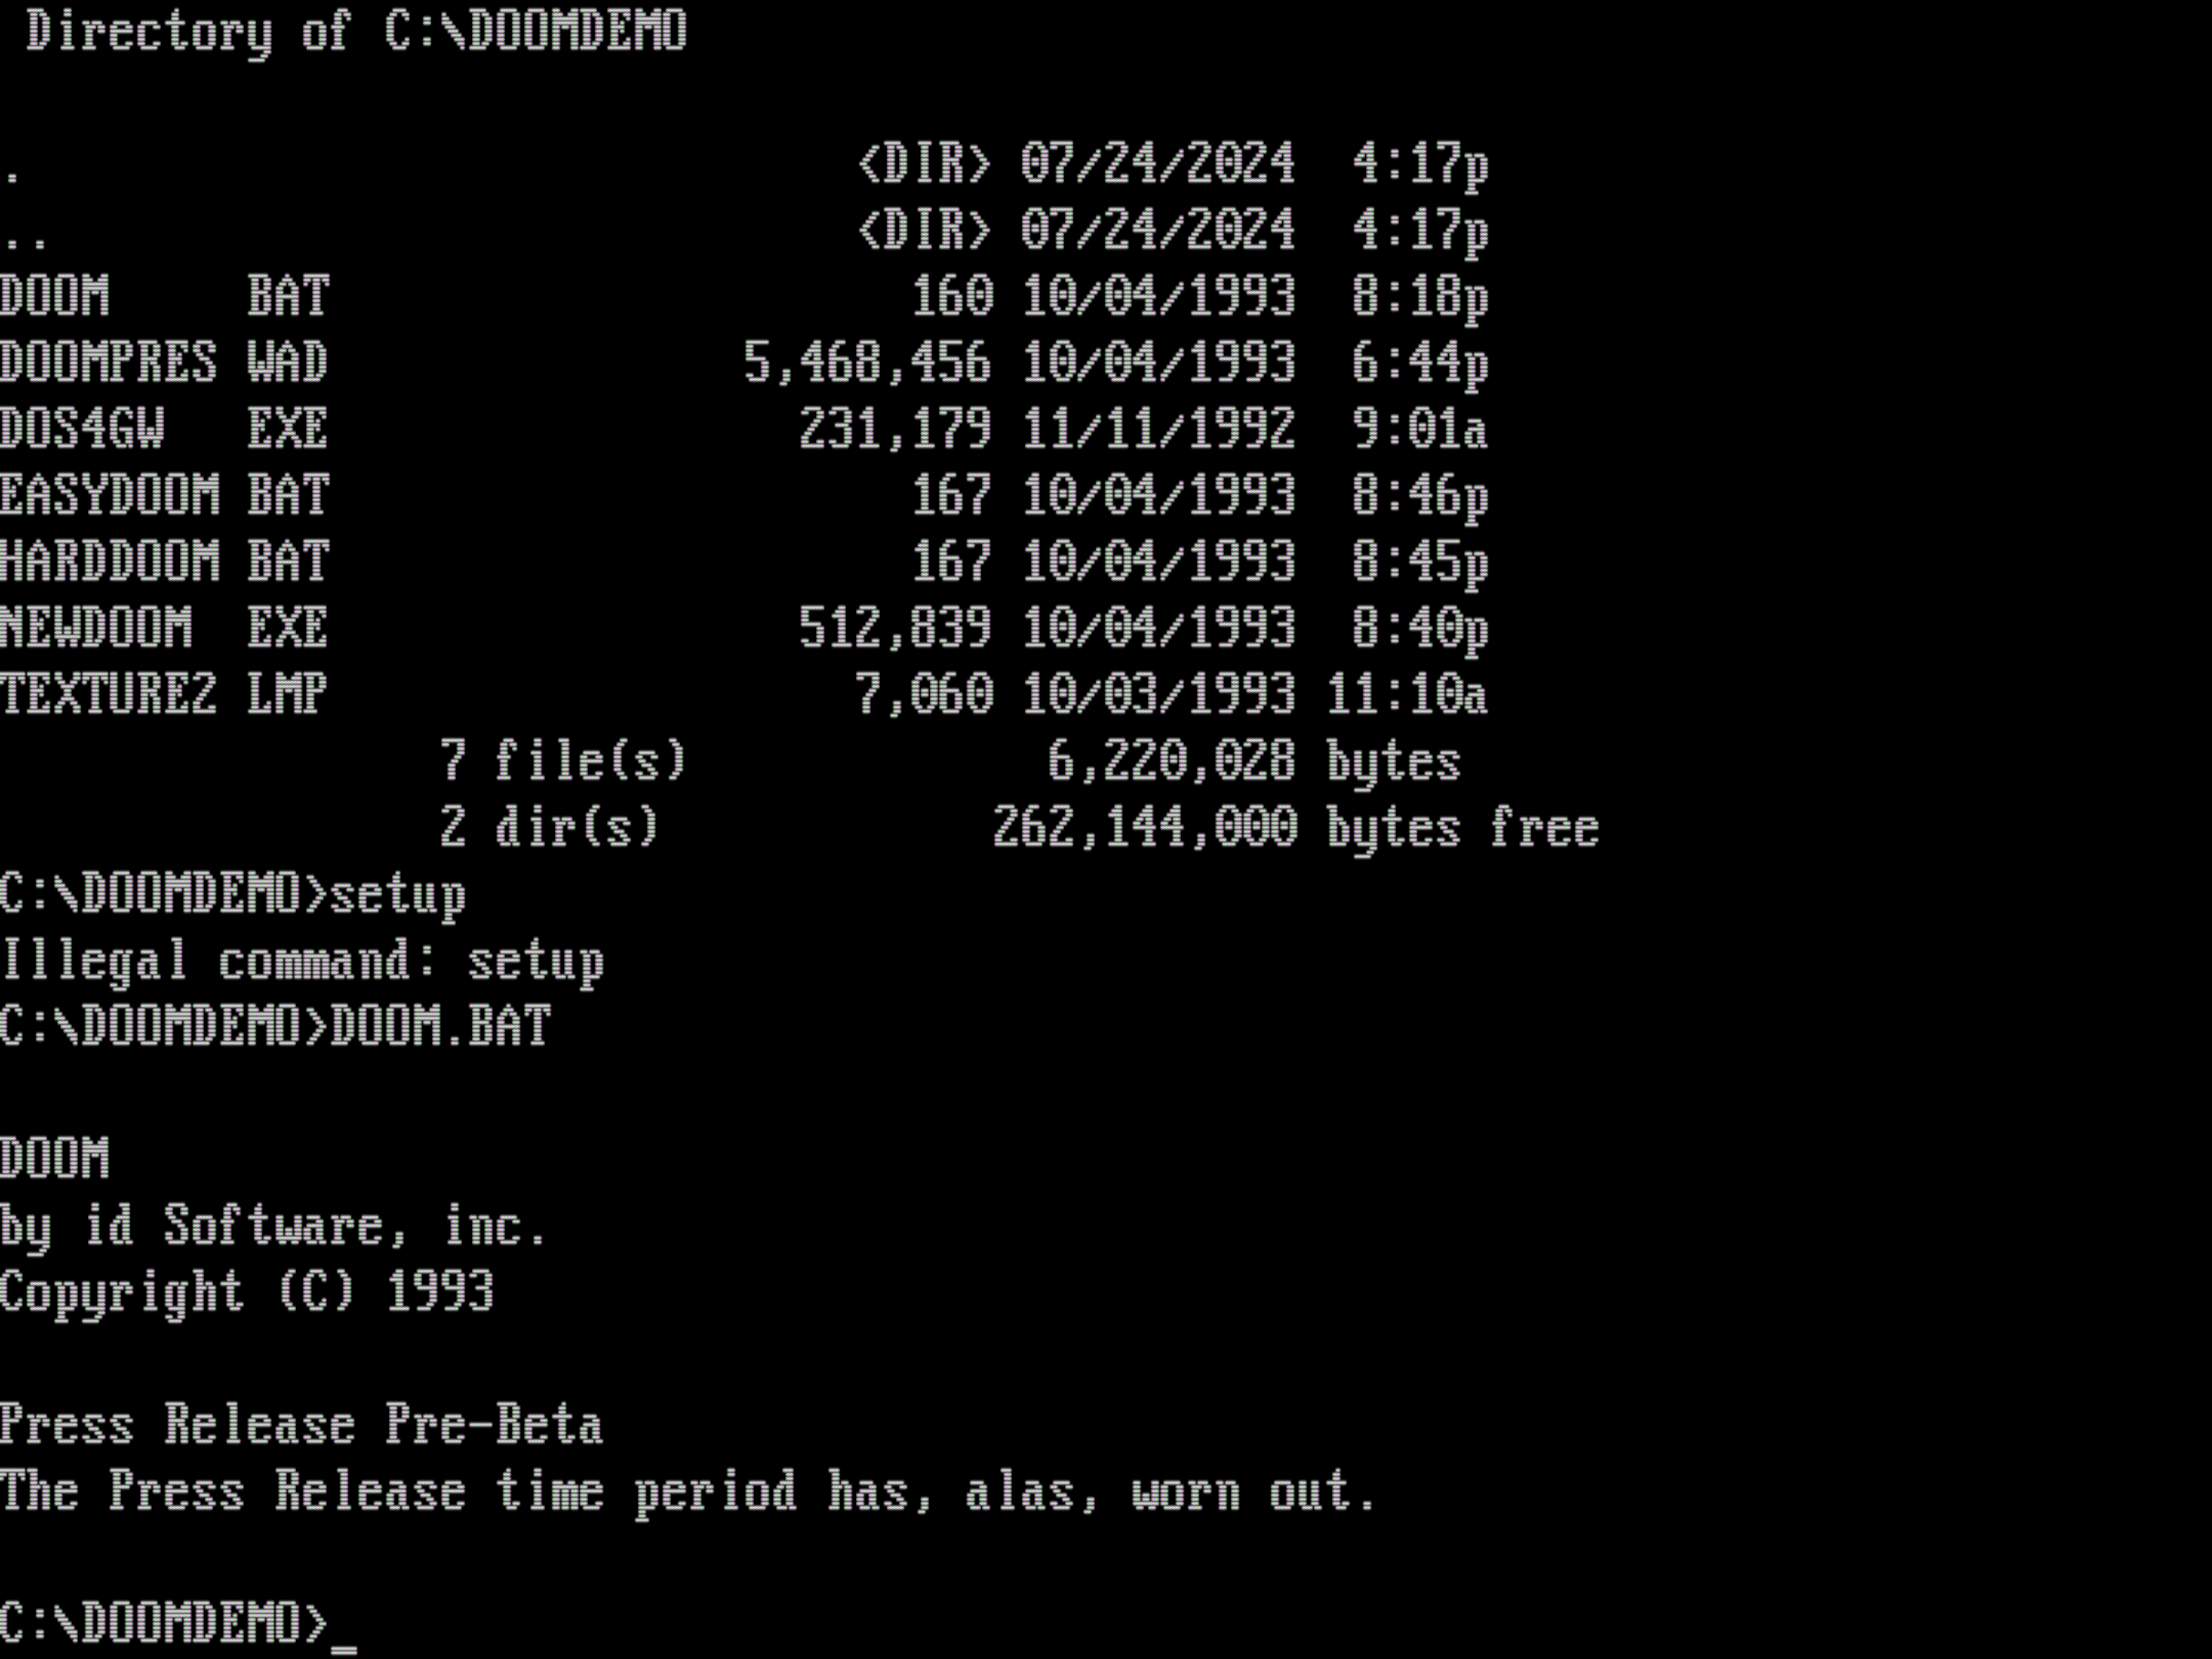 Directory of C:\DOOMDEMO
. <DIR> 07/24/2024 4:17p
.. <DIR> 07/24/2024 4:17p
DOOM BAT 160 10/04/1993 8:18p
DOOMPRES WAD 5,468,456 10/04/1993 6:44p
DOS4GW EXE 231,179 11/11/1992 9:01a
EASYDOOM BAT 167 10/04/1993 8:46p
HARDDOOM BAT 167 10/04/1993 8:45p
NEWDOOM EXE 512,839 10/04/1993 8:40p
TEXTURE2 LMP 7,060 10/03/1993 11:10a
7 file(s) 6,220,028 bytes
2 dir(s) 262,144,000 bytes free
C:\DOOMDEMO>setup
Illegal command: setup
C:\DOOMDEMO>DOOM.BAT
DOOM
by id Software, inc.
Copyright (C) 1993
Press Release Pre-Beta
The Press Release time period has, alas, worn out.
C:\DOOMDEMO>_